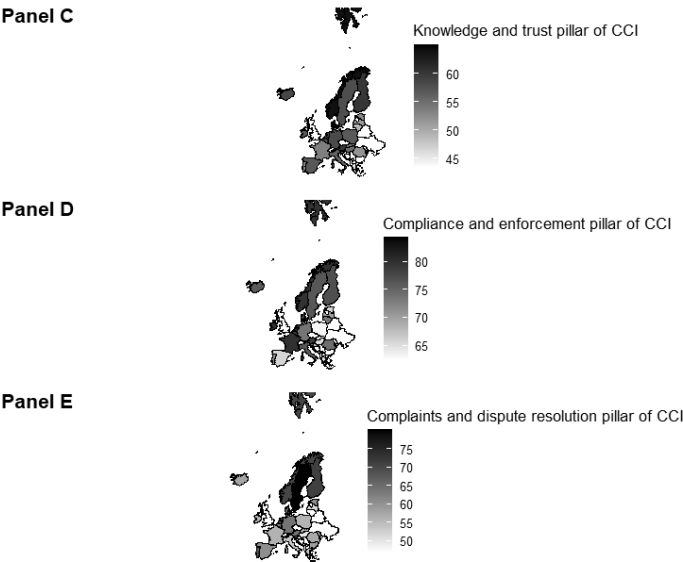 Panel C
Knowledge and trust pillar of CCI
60
55
50
45
Panel D
Compliance and enforcement pillar of CCI
80
75
70
65
Panel E
Complaints and dispute resolution pillar of CCI
75
70
65
60
55
50